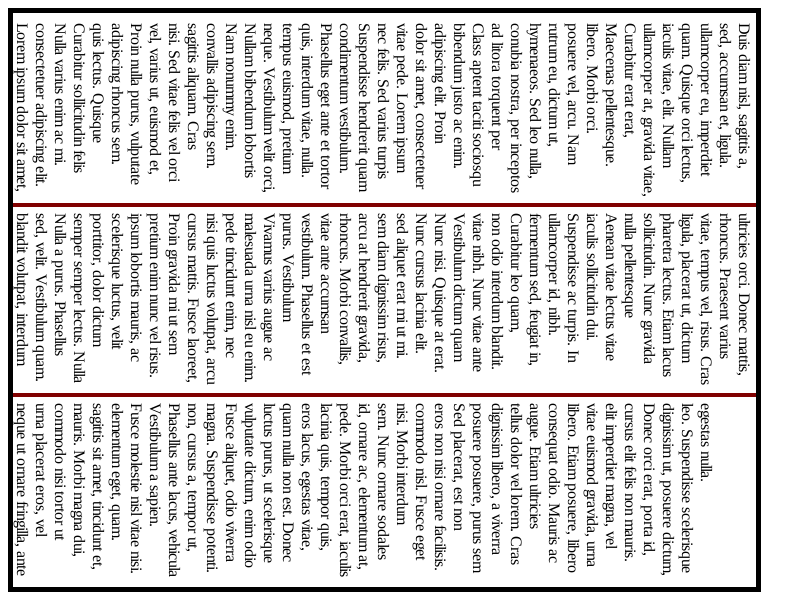 Lorem ipsum dolor sit amet,
consectetuer adipiscing elit.
Nulla varius enim ac mi.
Curabitur sollicitudin felis
quis lectus. Quisque
adipiscing rhoncus sem.
Proin nulla purus, vulputate
vel, varius ut, euismod et,
nisi. Sed vitae felis vel orci
sagittis aliquam. Cras
convallis adipiscing sem.
Nam nonummy enim.
Nullam bibendum lobortis
neque. Vestibulum velit orci,
tempus euismod, pretium
quis, interdum vitae, nulla.
Phasellus eget ante et tortor
condimentum vestibulum.
Suspendisse hendrerit quam
nec felis. Sed varius turpis
vitae pede. Lorem ipsum
dolor sit amet, consectetuer
adipiscing elit. Proin
bibendum justo ac enim.
Class aptent taciti sociosqu
ad litora torquent per
conubia nostra, per inceptos
hymenaeos. Sed leo nulla,
rutrum eu, dictum ut,
posuere vel, arcu. Nam
libero. Morbi orci.
Maecenas pellentesque.
Curabitur erat erat,
ullamcorper at, gravida vitae,
iaculis vitae, elit. Nullam
quam. Quisque orci lectus,
ullamcorper eu, imperdiet
sed, accumsan et, ligula.
Duis diam nisl, sagittis a,
blandit volutpat, interdum
sed, velit. Vestibulum quam.
Nulla a purus. Phasellus
semper semper lectus. Nulla
porttitor, dolor dictum
scelerisque luctus, velit
ipsum lobortis mauris, ac
pretium enim nunc vel risus.
Proin gravida mi ut sem
cursus mattis. Fusce laoreet,
nisi quis luctus volutpat, arcu
pede tincidunt enim, nec
malesuada urna nisl eu enim.
Vivamus varius augue ac
purus. Vestibulum
vestibulum. Phasellus et est
vitae ante accumsan
rhoncus. Morbi convallis,
arcu at hendrerit gravida,
sem diam dignissim risus,
sed aliquet erat mi ut mi.
Nunc cursus lacinia elit.
Nunc nisi. Quisque at erat.
Vestibulum dictum quam
vitae nibh. Nunc vitae ante
non odio interdum blandit.
Curabitur leo quam,
fermentum sed, feugiat in,
ullamcorper id, nibh.
Suspendisse ac turpis. In
iaculis sollicitudin dui.
Aenean vitae lectus vitae
nulla pellentesque
sollicitudin. Nunc gravida
pharetra lectus. Etiam lacus
ligula, placerat ut, dictum
vitae, tempus vel, risus. Cras
rhoncus. Praesent varius
ultricies orci. Donec mattis,
neque ut ornare fringilla, ante
urna placerat eros, vel
commodo nisi tortor ut
mauris. Morbi magna dui,
sagittis sit amet, tincidunt et,
elementum eget, quam.
Fusce molestie nisl vitae nisi.
Vestibulum a sapien.
Phasellus ante lacus, vehicula
non, cursus a, tempor ut,
magna. Suspendisse potenti.
Fusce aliquet, odio viverra
vulputate dictum, enim odio
luctus purus, ut scelerisque
quam nulla non est. Donec
eros lacus, egestas vitae,
lacinia quis, tempor quis,
pede. Morbi orci erat, iaculis
id, ornare ac, elementum at,
sem. Nunc ornare sodales
nisi. Morbi interdum
commodo nisl. Fusce eget
eros non nisi ornare facilisis.
Sed placerat, est non
posuere posuere, purus sem
dignissim libero, a viverra
tellus dolor vel lorem. Cras
augue. Etiam ultricies
consequat odio. Mauris ac
libero. Etiam posuere, libero
vitae euismod gravida, urna
elit imperdiet magna, vel
cursus elit felis non mauris.
Donec orci erat, porta id,
dignissim ut, posuere dictum,
leo. Suspendisse scelerisque
egestas nulla.